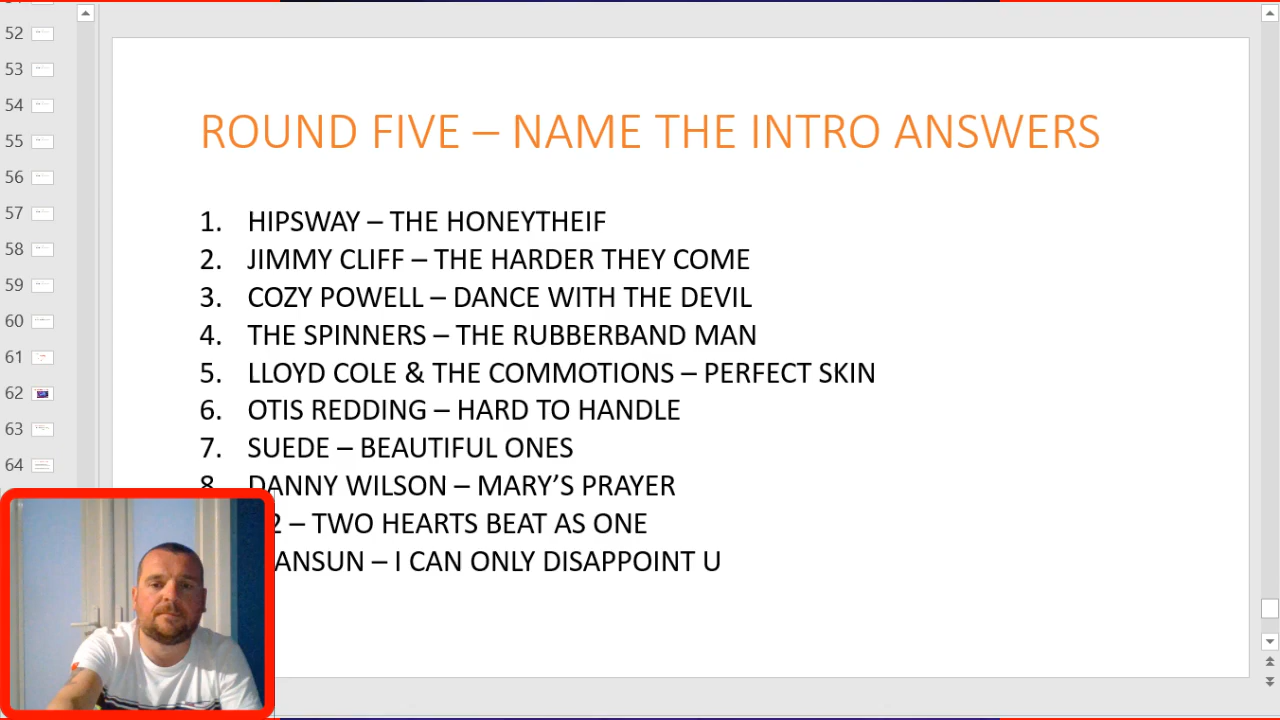 52
53
54
55
56
57
58
59
60
61
62
63
64
ROUND FIVE – NAME THE INTRO ANSWERS
1. HIPSWAY – THE HONEYTHEIF
2. JIMMY CLIFF – THE HARDER THEY COME
3. COZY POWELL – DANCE WITH THE DEVIL
4. THE SPINNERS – THE RUBBERBAND MAN
5. LLOYD COLE & THE COMMOTIONS – PERFECT SKIN
6. OTIS REDDING – HARD TO HANDLE
7. SUEDE – BEAUTIFUL ONES
8. DANNY WILSON – MARY’S PRAYER
2 – TWO HEARTS BEAT AS ONE
ANSUN – I CAN ONLY DISAPPOINT U